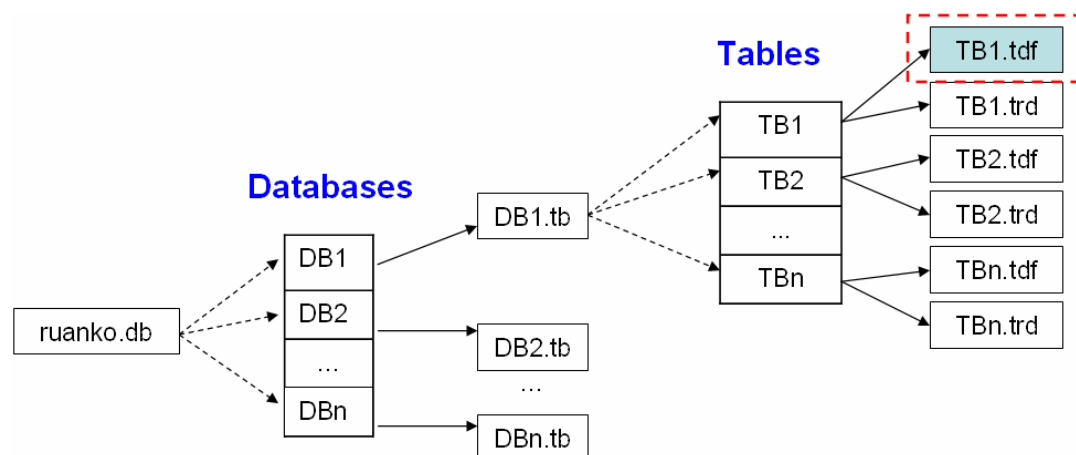 ruanko.db
Databases
DB1
DB2
...
DBn
DB1.tb
DB2.tb
...
DBn.tb
Tables
TB1
TB2
...
TBn
TB1.tdf
TB1.trd
TB2.tdf
TB2.trd
TBn.tdf
TBn.trd